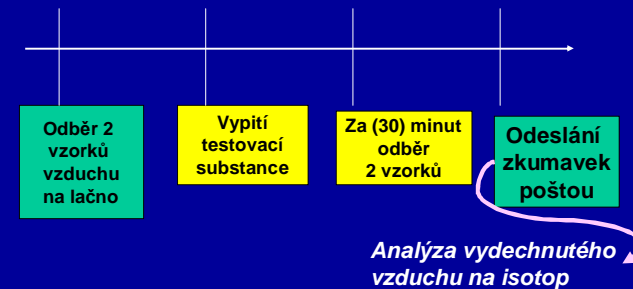 Odběr 2
vzorků
vzduchu
na lačno
Vypití
testovací
substance
Za (30) minut
odběr
2 vzorků
Odeslání
zkumavek
poštou
Analýza vydechnutého
vzduchu na isotop